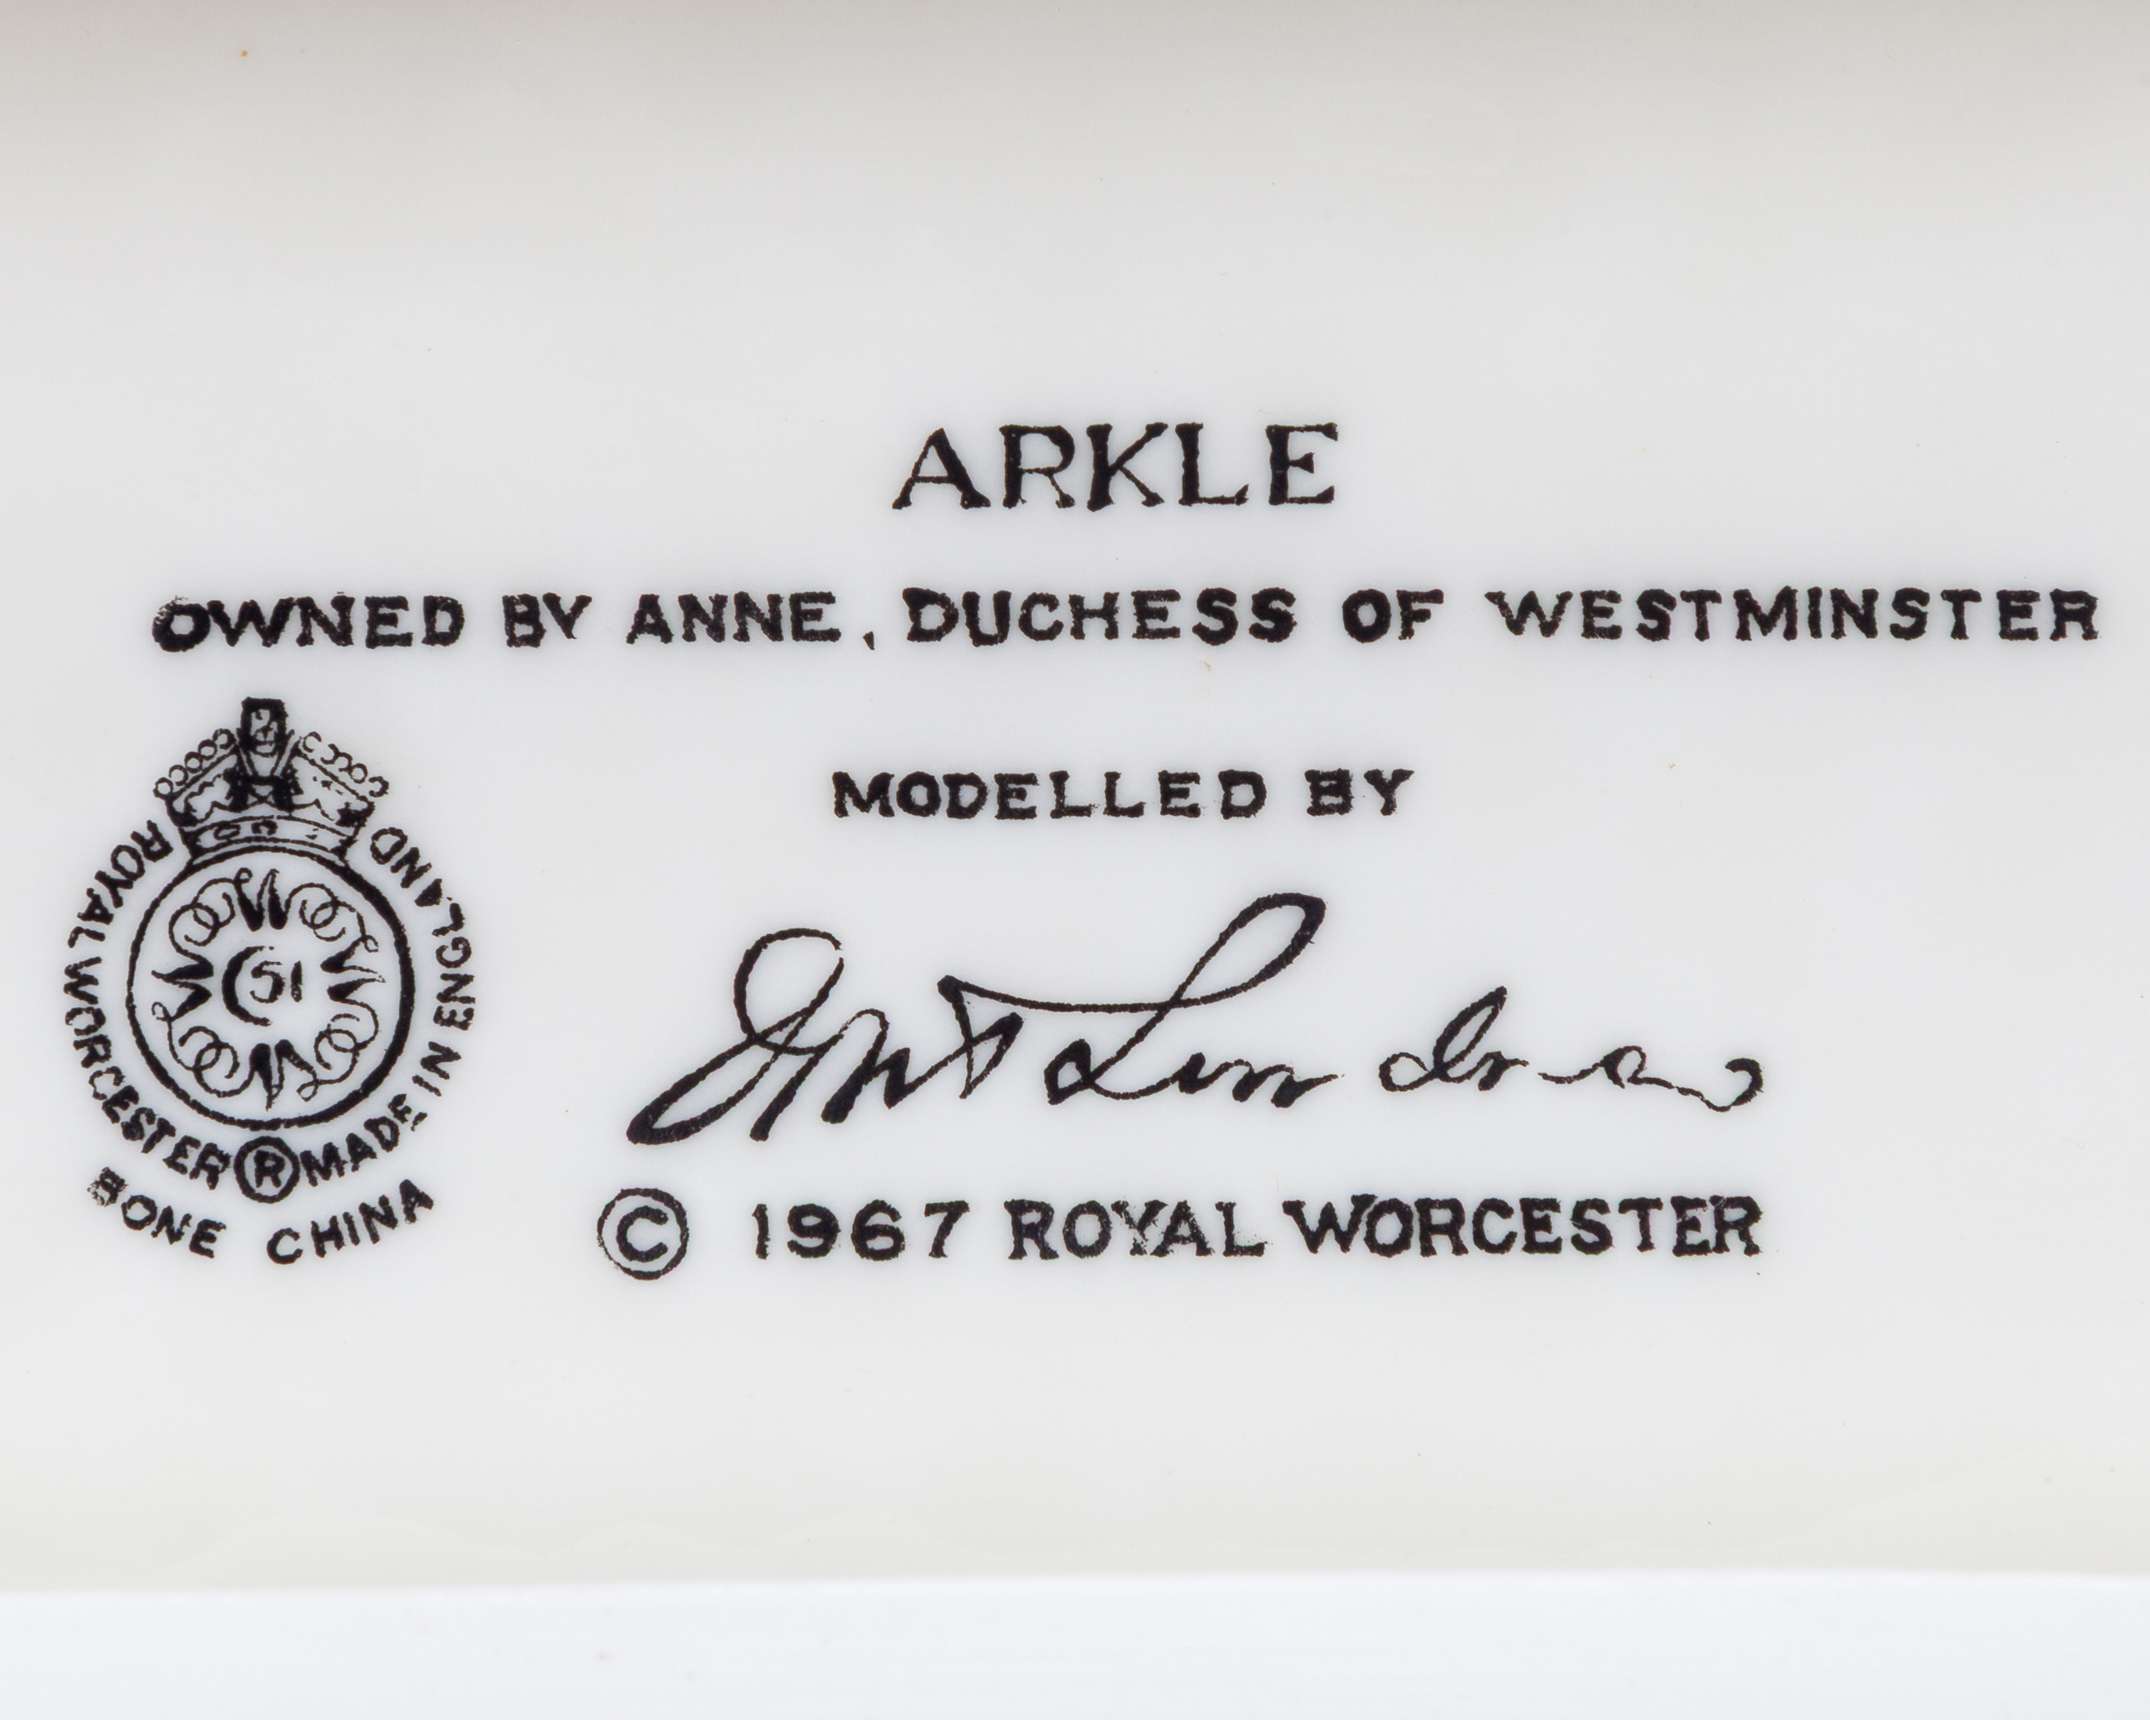 ARKLE
OWNED BY ANNE, DUCHESS OF WESTMINSTER
MODELLED BY
© 1967 ROYAL WORCESTER
ROYAL WORCESTER ® MADE IN ENGLAND
51
BONE CHINA